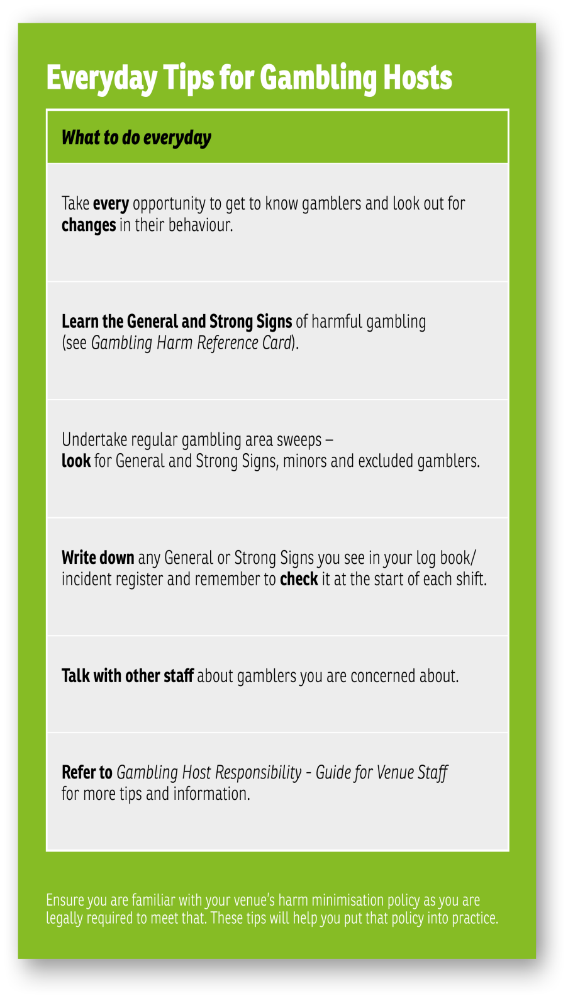 Everyday Tips for Gambling Hosts
What to do everyday
Take every opportunity to get to know gamblers and look out for
changes in their behaviour.
Learn the General and Strong Signs of harmful gambling
(see Gambling Harm Reference Card).
Undertake regular gambling area sweeps –
look for General and Strong Signs, minors and excluded gamblers.
Write down any General or Strong Signs you see in your log book/
incident register and remember to check it at the start of each shift.
Talk with other staff about gamblers you are concerned about.
Refer to Gambling Host Responsibility - Guide for Venue Staff
for more tips and information.
Ensure you are familiar with your venue's harm minimisation policy as you are
legally required to meet that. These tips will help you put that policy into practice.